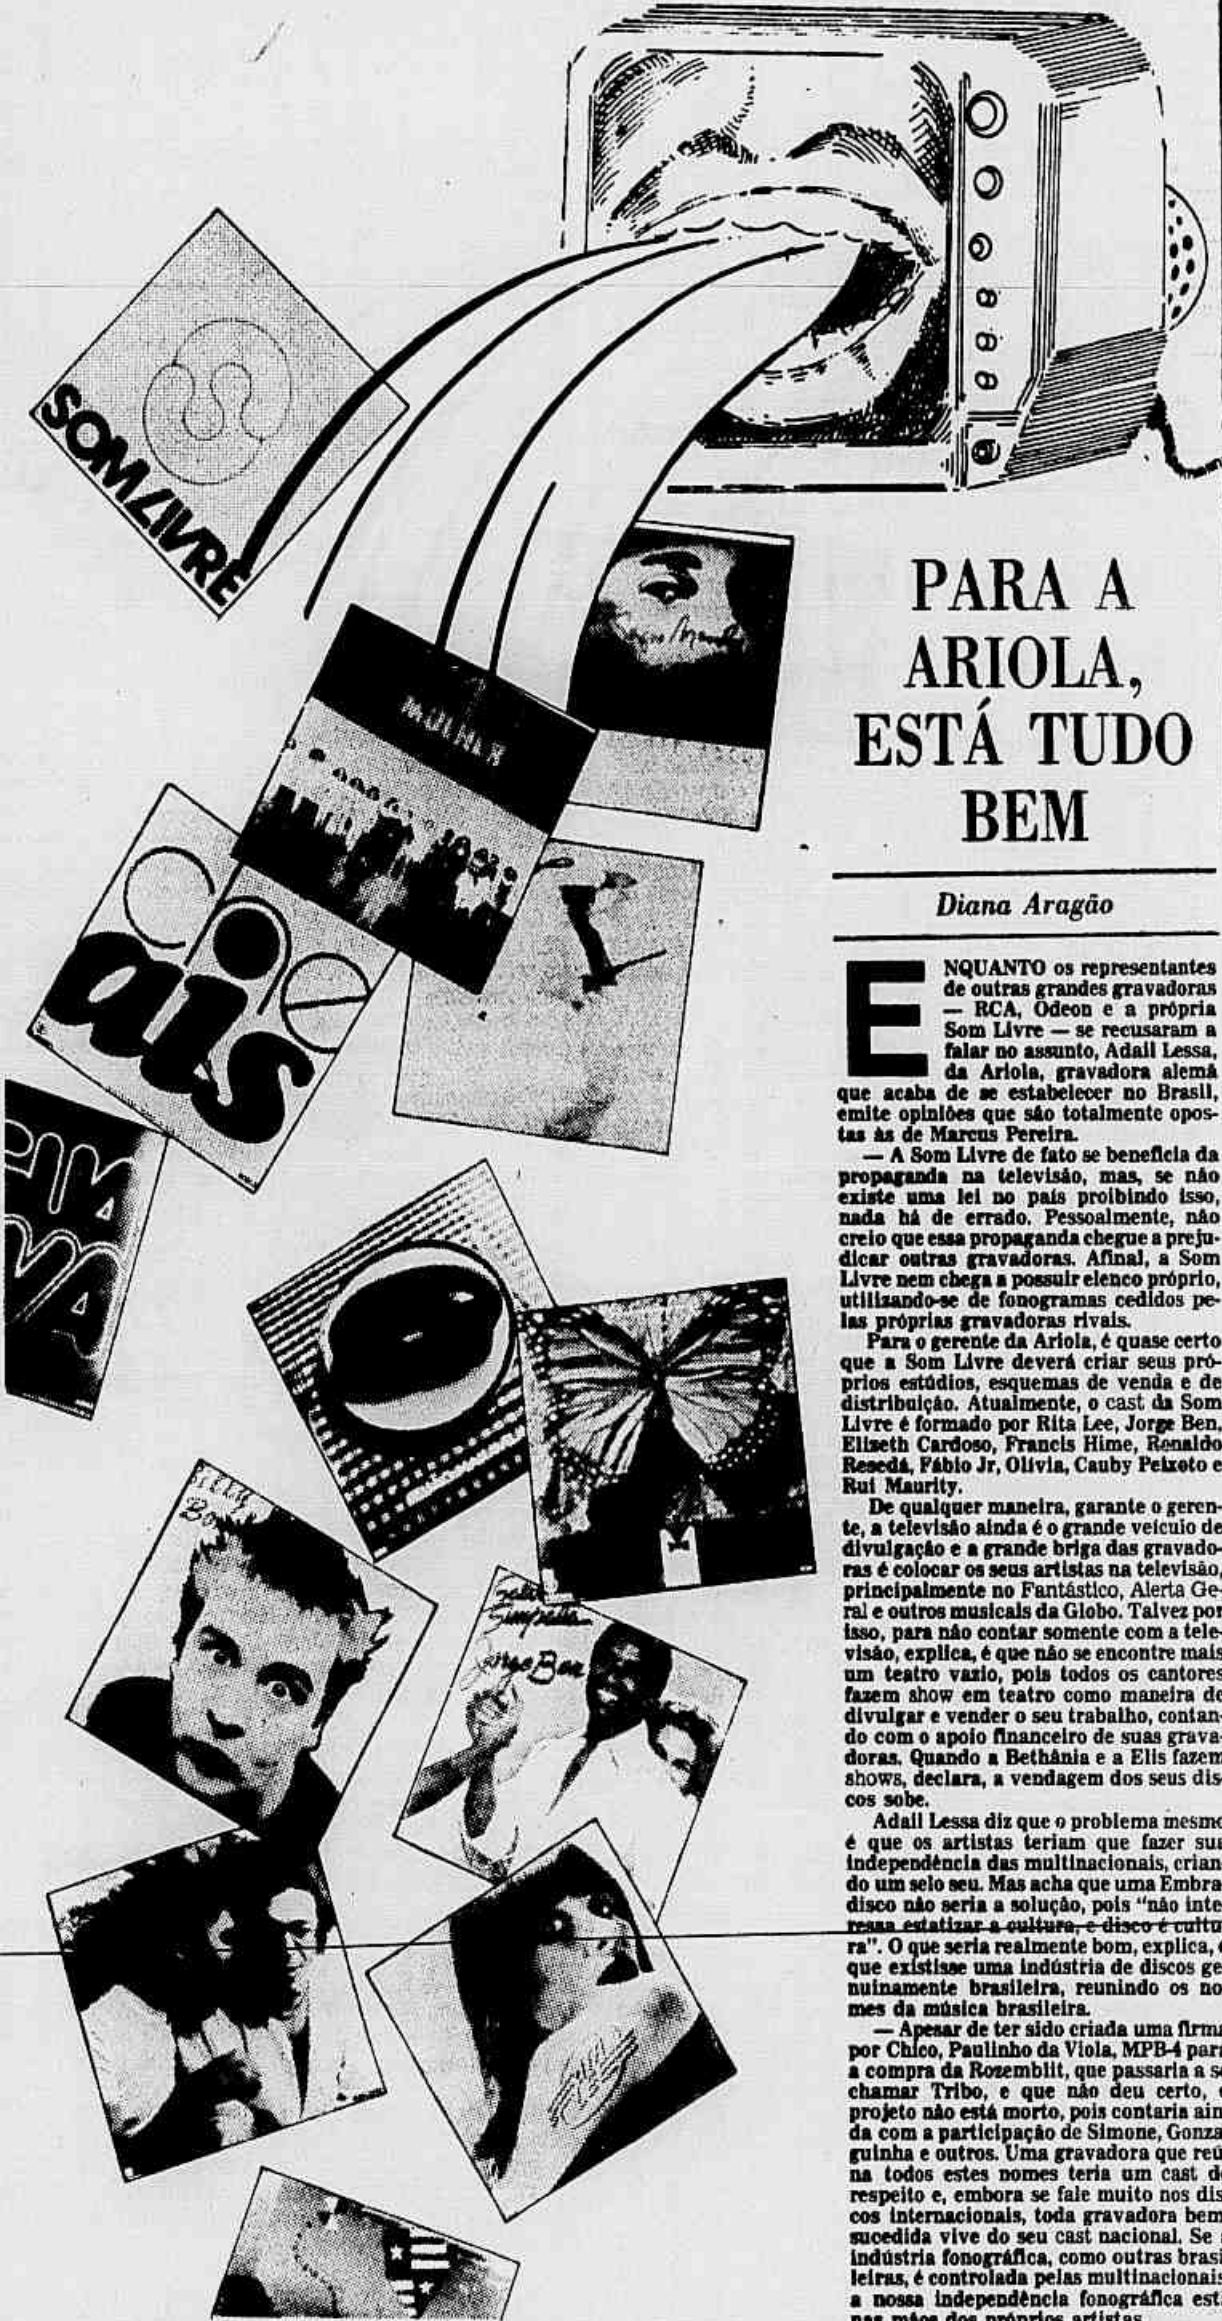 SOM LIVRE
MULHER
Cine
ais
PARA A
ARIOLA,
ESTÁ TUDO
BEM
Diana Aragão
ENQUANTO os representantes
de outras grandes gravadoras
— RCA, Odeon e a própria
Som Livre — se recusaram a
falar no assunto, Adail Lessa,
da Ariola, gravadora alemã
que acaba de se estabelecer no Brasil,
emite opiniões que são totalmente opos-
tas às de Marcus Pereira.
— A Som Livre de fato se beneficia da
propaganda na televisão, mas, se não
existe uma lei no país proibindo isso,
nada há de errado. Pessoalmente, não
creio que essa propaganda chegue a preju-
dicar outras gravadoras. Afinal, a Som
Livre nem chega a possuir elenco próprio,
utilizando-se de fonogramas cedidos pe-
las próprias gravadoras rivais.
Para o gerente da Ariola, é quase certo
que a Som Livre deverá criar seus pró-
prios estúdios, esquemas de venda e de
distribuição. Atualmente, o cast da Som
Livre é formado por Rita Lee, Jorge Ben,
Elizeth Cardoso, Francis Hime, Ronaldo
Resedá, Fábio Jr, Olivia, Cauby Peixoto e
Rui Maurity.
De qualquer maneira, garante o geren-
te, a televisão ainda é o grande veículo de
divulgação e a grande briga das gravado-
ras é colocar os seus artistas na televisão,
principalmente no Fantástico, Alerta Ge-
ral e outros musicais da Globo. Talvez por
isso, para não contar somente com a tele-
visão, explica, é que não se encontre mais
um teatro vazio, pois todos os cantores
fazem show em teatro como maneira de
divulgar e vender o seu trabalho, contan-
do com o apoio financeiro de suas grava-
doras. Quando a Bethânia e a Elis fazem
shows, declara, a vendagem dos seus dis-
cos sobe.
Adail Lessa diz que o problema mesmo
é que os artistas teriam que fazer sua
independência das multinacionais, crian-
do um selo seu. Mas acha que uma Embra-
disco não seria a solução, pois "não inte-
ressa estatizar a cultura, e disco é cultu-
ra". O que seria realmente bom, explica, é
que existisse uma indústria de discos ge-
nuinamente brasileira, reunindo os no-
mes da música brasileira.
— Apesar de ter sido criada uma firma
por Chico, Paulinho da Viola, MPB-4 para
a compra da Rozemblit, que passaria a se
chamar Tribo, e que não deu certo, o
projeto não está morto, pois contaria ain-
da com a participação de Simone, Gonza-
guinha e outros. Uma gravadora que reú-
na todos estes nomes teria um cast de
respeito e, embora se fale muito nos dis-
cos internacionais, toda gravadora bem
sucedida vive do seu cast nacional. Se a
indústria fonográfica, como outras brasi-
leiras, é controlada pelas multinacionais,
a nossa independência fonográfica está
nas mãos dos próprios artistas.
Salve
Simpatia
Jorge Ben